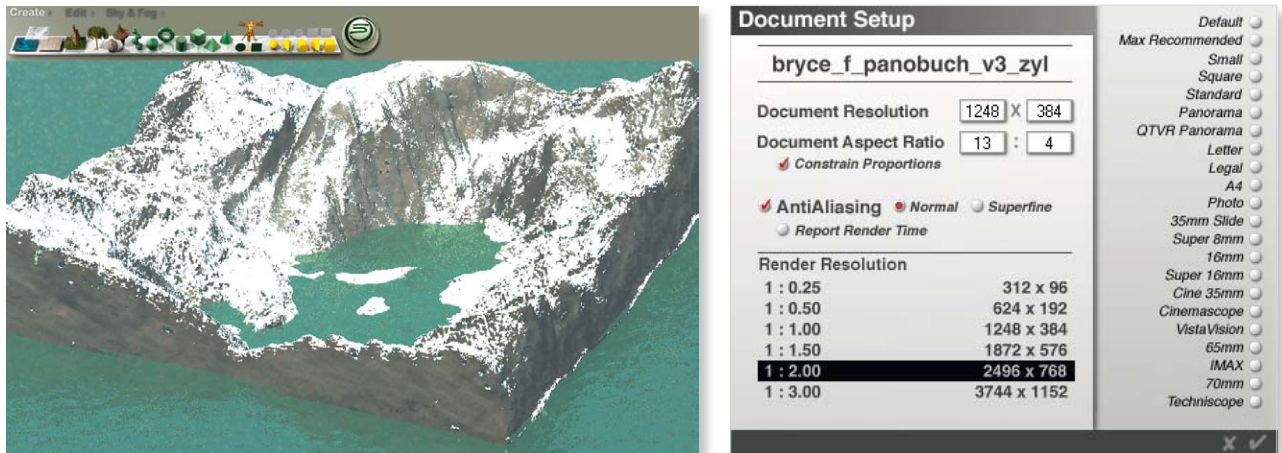 Create Edit Sky & Fog
Document Setup
bryce_f_panobuch_v3_zyl
Document Resolution 1248 X 384
Document Aspect Ratio 13 : 4
Constrain Proportions
AntiAliasing Normal Superfine
Report Render Time
Render Resolution
1 : 0.25 312 x 96
1 : 0.50 624 x 192
1 : 1.00 1248 x 384
1 : 1.50 1872 x 576
1 : 2.00 2496 x 768
1 : 3.00 3744 x 1152
Default
Max Recommended
Small
Square
Standard
Panorama
QTVR Panorama
Letter
Legal
A4
Photo
35mm Slide
Super 8mm
16mm
Super 16mm
Cine 35mm
Cinemascope
VistaVision
65mm
IMAX
70mm
Techniscope